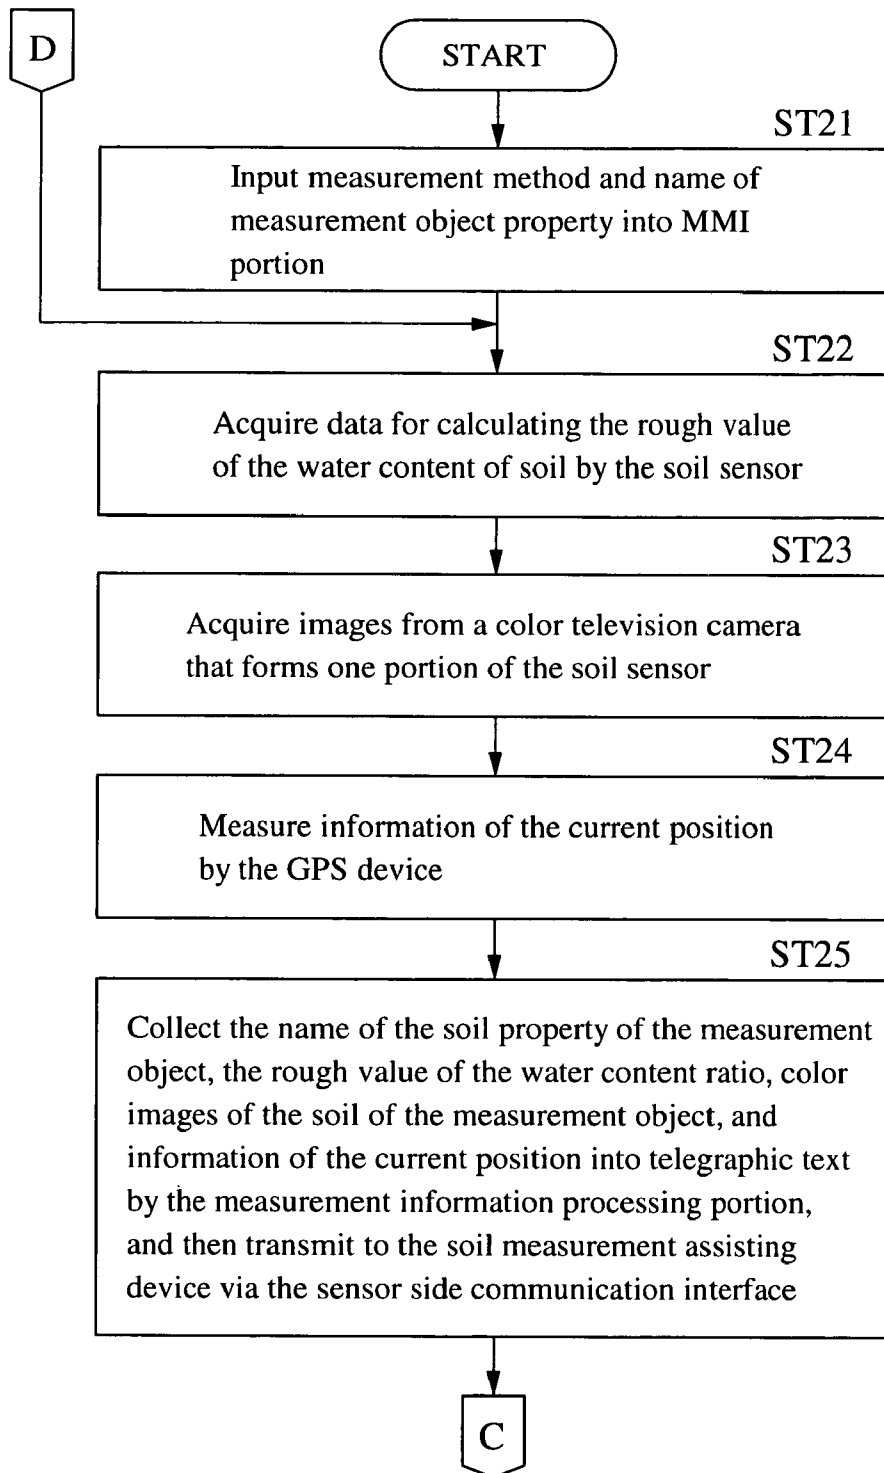 D
START
ST21
Input measurement method and name of
measurement object property into MMI
portion
ST22
Acquire data for calculating the rough value
of the water content of soil by the soil sensor
ST23
Acquire images from a color television camera
that forms one portion of the soil sensor
ST24
Measure information of the current position
by the GPS device
ST25
Collect the name of the soil property of the measurement
object, the rough value of the water content ratio, color
images of the soil of the measurement object, and
information of the current position into telegraphic text
by the measurement information processing portion,
and then transmit to the soil measurement assisting
device via the sensor side communication interface
C